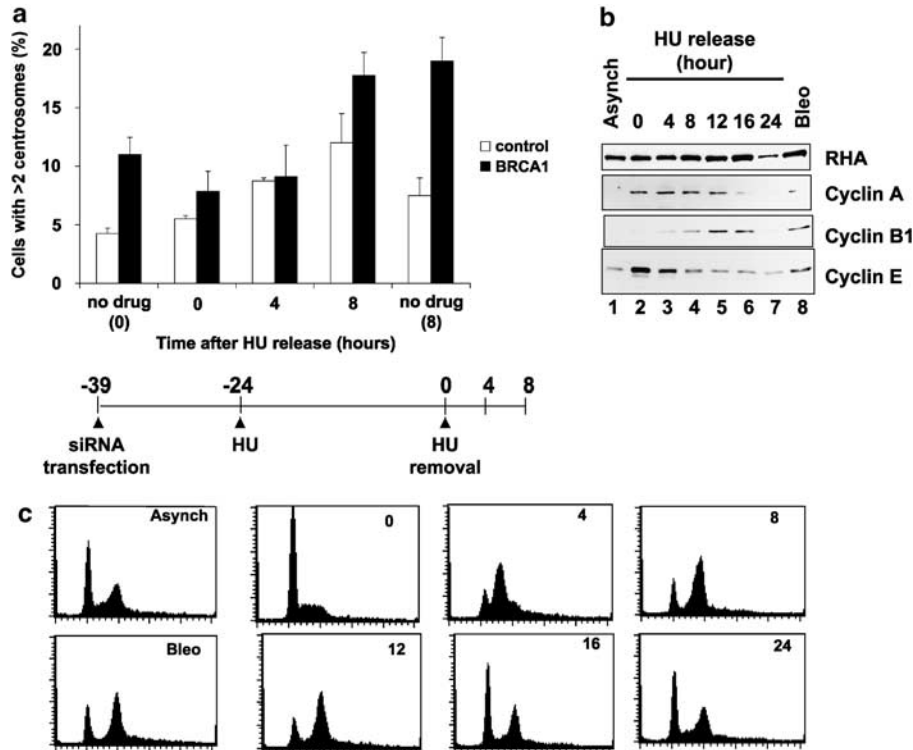 a
Cells with >2 centrosomes (%)
20
15
10
5
0
no drug (0)
0
4
8
no drug (8)
Time after HU release (hours)
control
BRCA1
-39
-24
0
4
8
siRNA transfection
HU
HU removal
b
HU release
(hour)
Asynch
0 4 8 12 16 24
Bleo
RHA
Cyclin A
Cyclin B1
Cyclin E
1 2 3 4 5 6 7 8
c
Asynch
0
4
8
Bleo
12
16
24